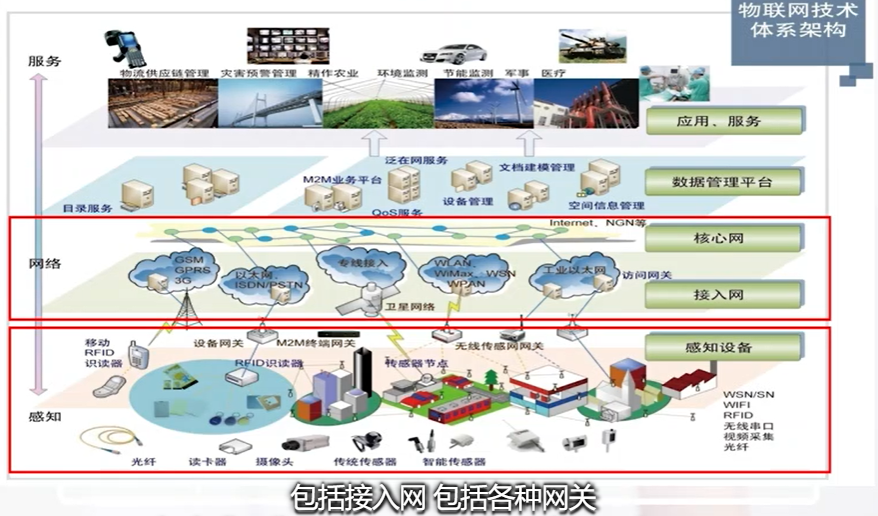 物联网技术
体系架构
服务
物流供应链管理 灾害预警管理 精作农业 环境监测 节能监测 军事 医疗
应用、服务
泛在网服务
文档建模管理
M2M业务平台
数据管理平台
设备管理
目录服务
QoS服务
空间信息管理
Internet、NGN等
核心网
网络
GSM
GPRS
3G
以太网、
ISDN/PSTN
专线接入
WLAN、
WiMax、WSN
WPAN
工业以太网
访问网关
接入网
卫星网络
移动
RFID
识读器
设备网关
M2M终端网关
无线传感网网关
感知设备
RFID识读器
传感器节点
感知
WSN/SN
WIFI
RFID
无线串口
视频采集
光纤
光纤
读卡器
摄像头
传统传感器
智能传感器
包括接入网 包括各种网关